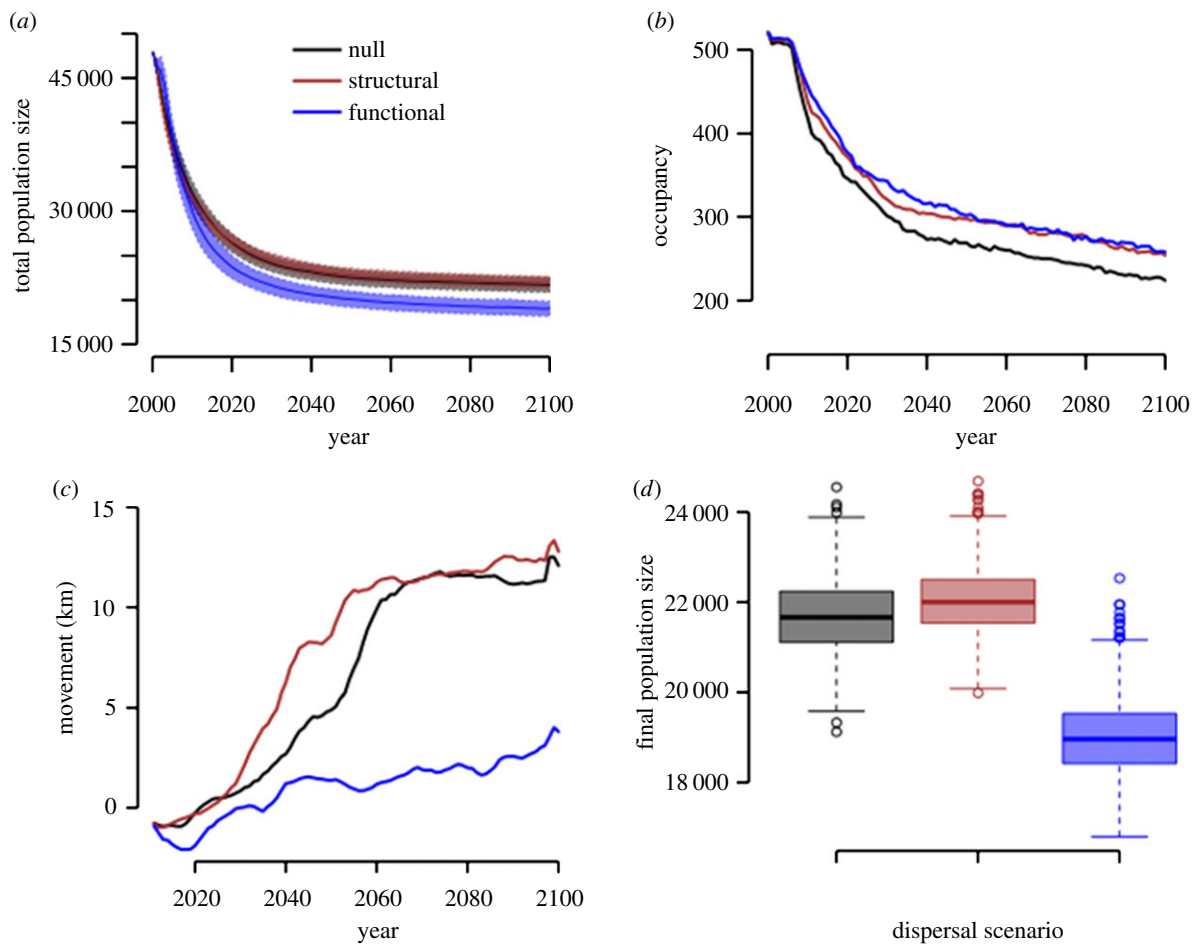 (a)
null
structural
functional
total population size
45 000
30 000
15 000
2000 2020 2040 2060 2080 2100
year
(b)
occupancy
500
400
300
200
2000 2020 2040 2060 2080 2100
year
(c)
movement (km)
15
10
5
0
2020 2040 2060 2080 2100
year
(d)
final population size
24 000
22 000
20 000
18 000
dispersal scenario